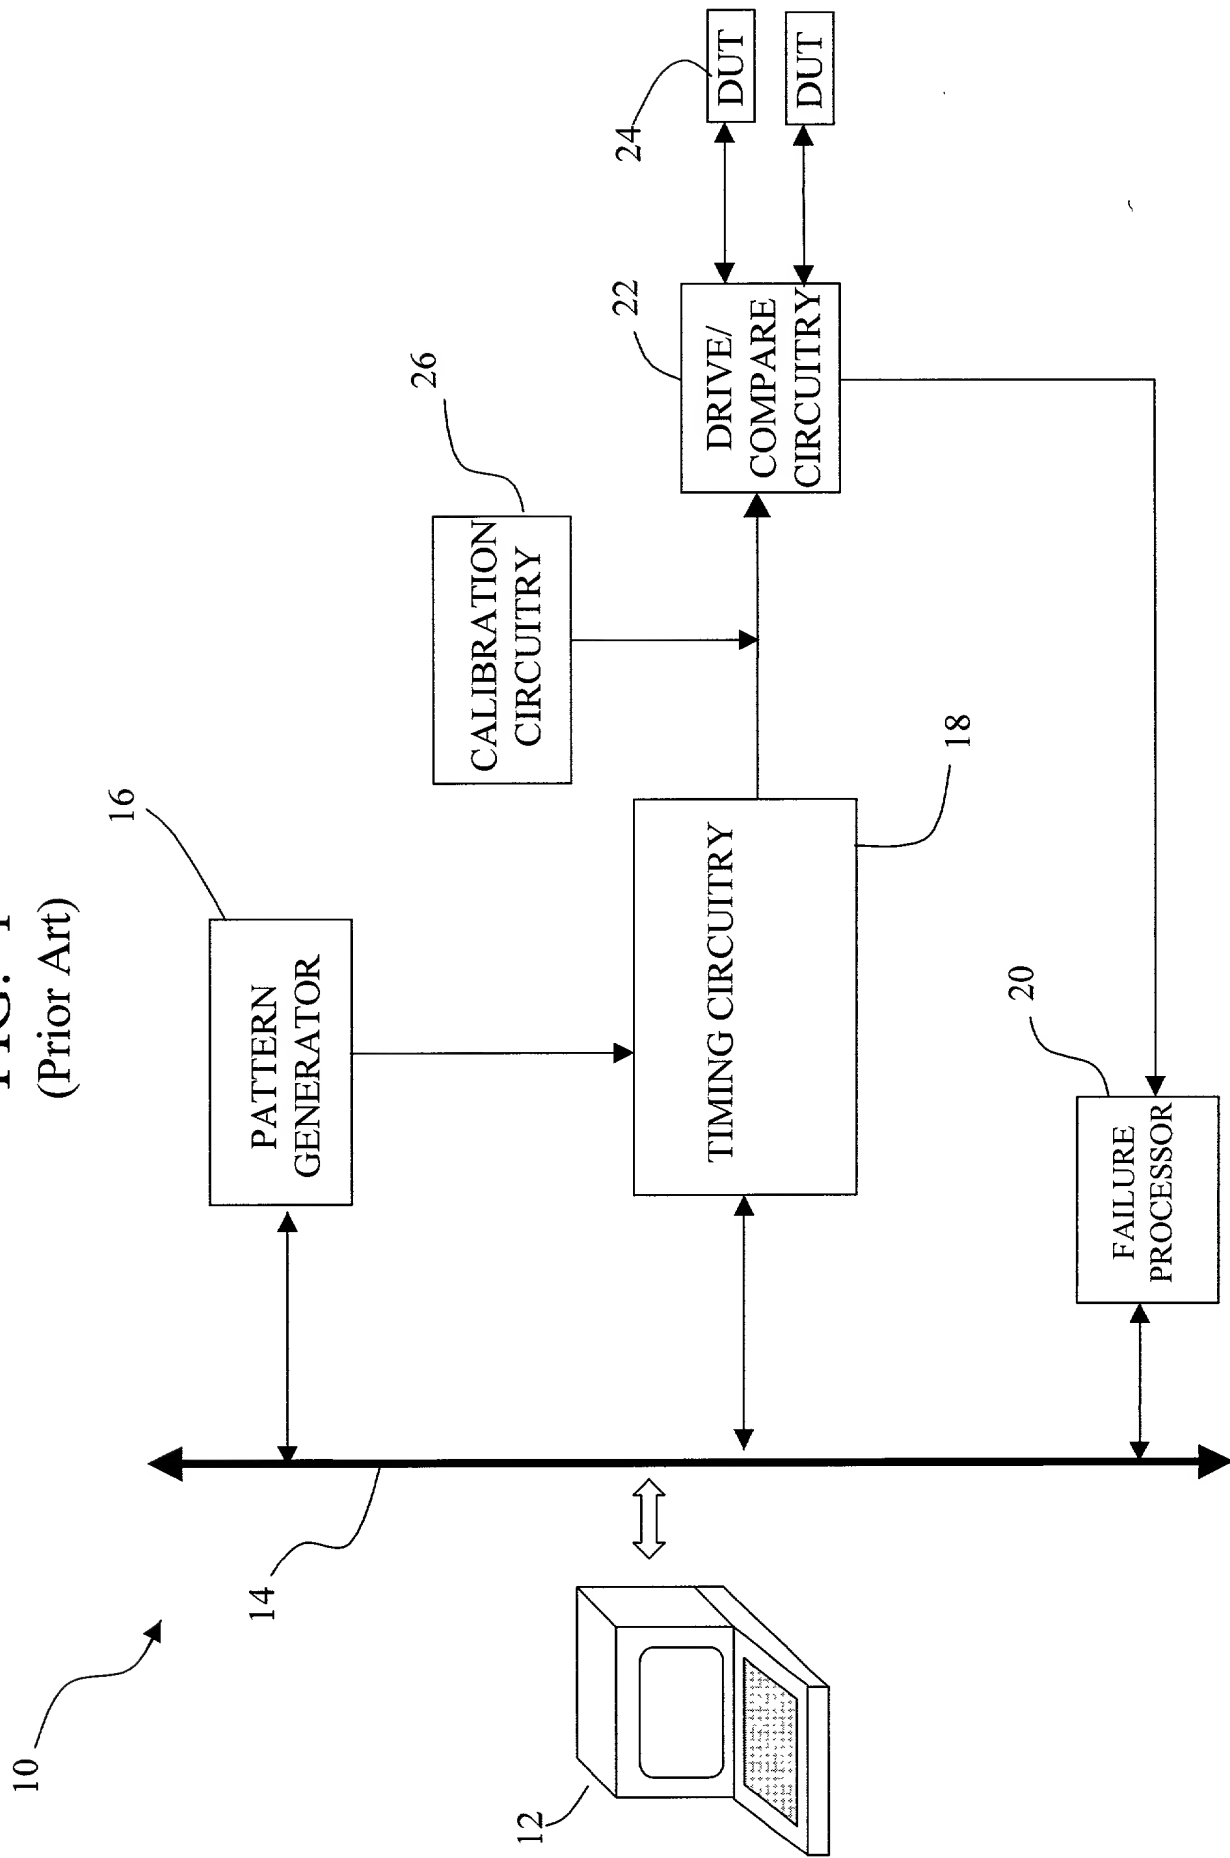 FIG. 1
(Prior Art)
10
12
14
16
PATTERN
GENERATOR
TIMING CIRCUITRY
18
FAILURE
PROCESSOR
20
CALIBRATION
CIRCUITRY
26
DRIVE/
COMPARE
CIRCUITRY
22
24
DUT
DUT